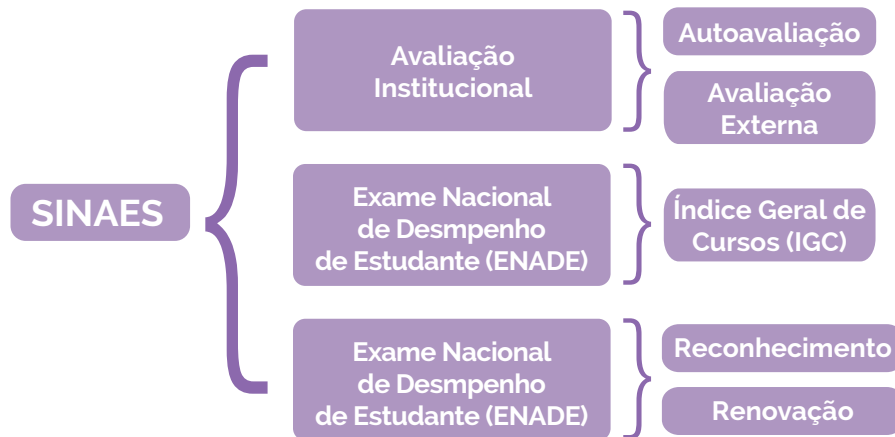 SINAES
Avaliação
Institucional
Autoavaliação
Avaliação
Externa
Exame Nacional
de Desmpenho
de Estudante (ENADE)
Índice Geral de
Cursos (IGC)
Exame Nacional
de Desmpenho
de Estudante (ENADE)
Reconhecimento
Renovação